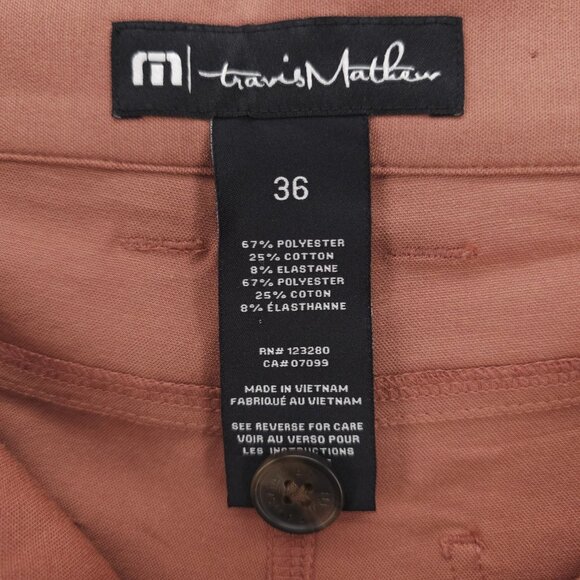 m | travisMathew
36
67% POLYESTER
25% COTTON
8% ELASTANE
67% POLYESTER
25% COTON
8% ÉLASTHANNE
RN# 123280
CA# 07099
MADE IN VIETNAM
FABRIQUÉ AU VIETNAM
SEE REVERSE FOR CARE
VOIR AU VERSO POUR
LES INSTRUCTIONS